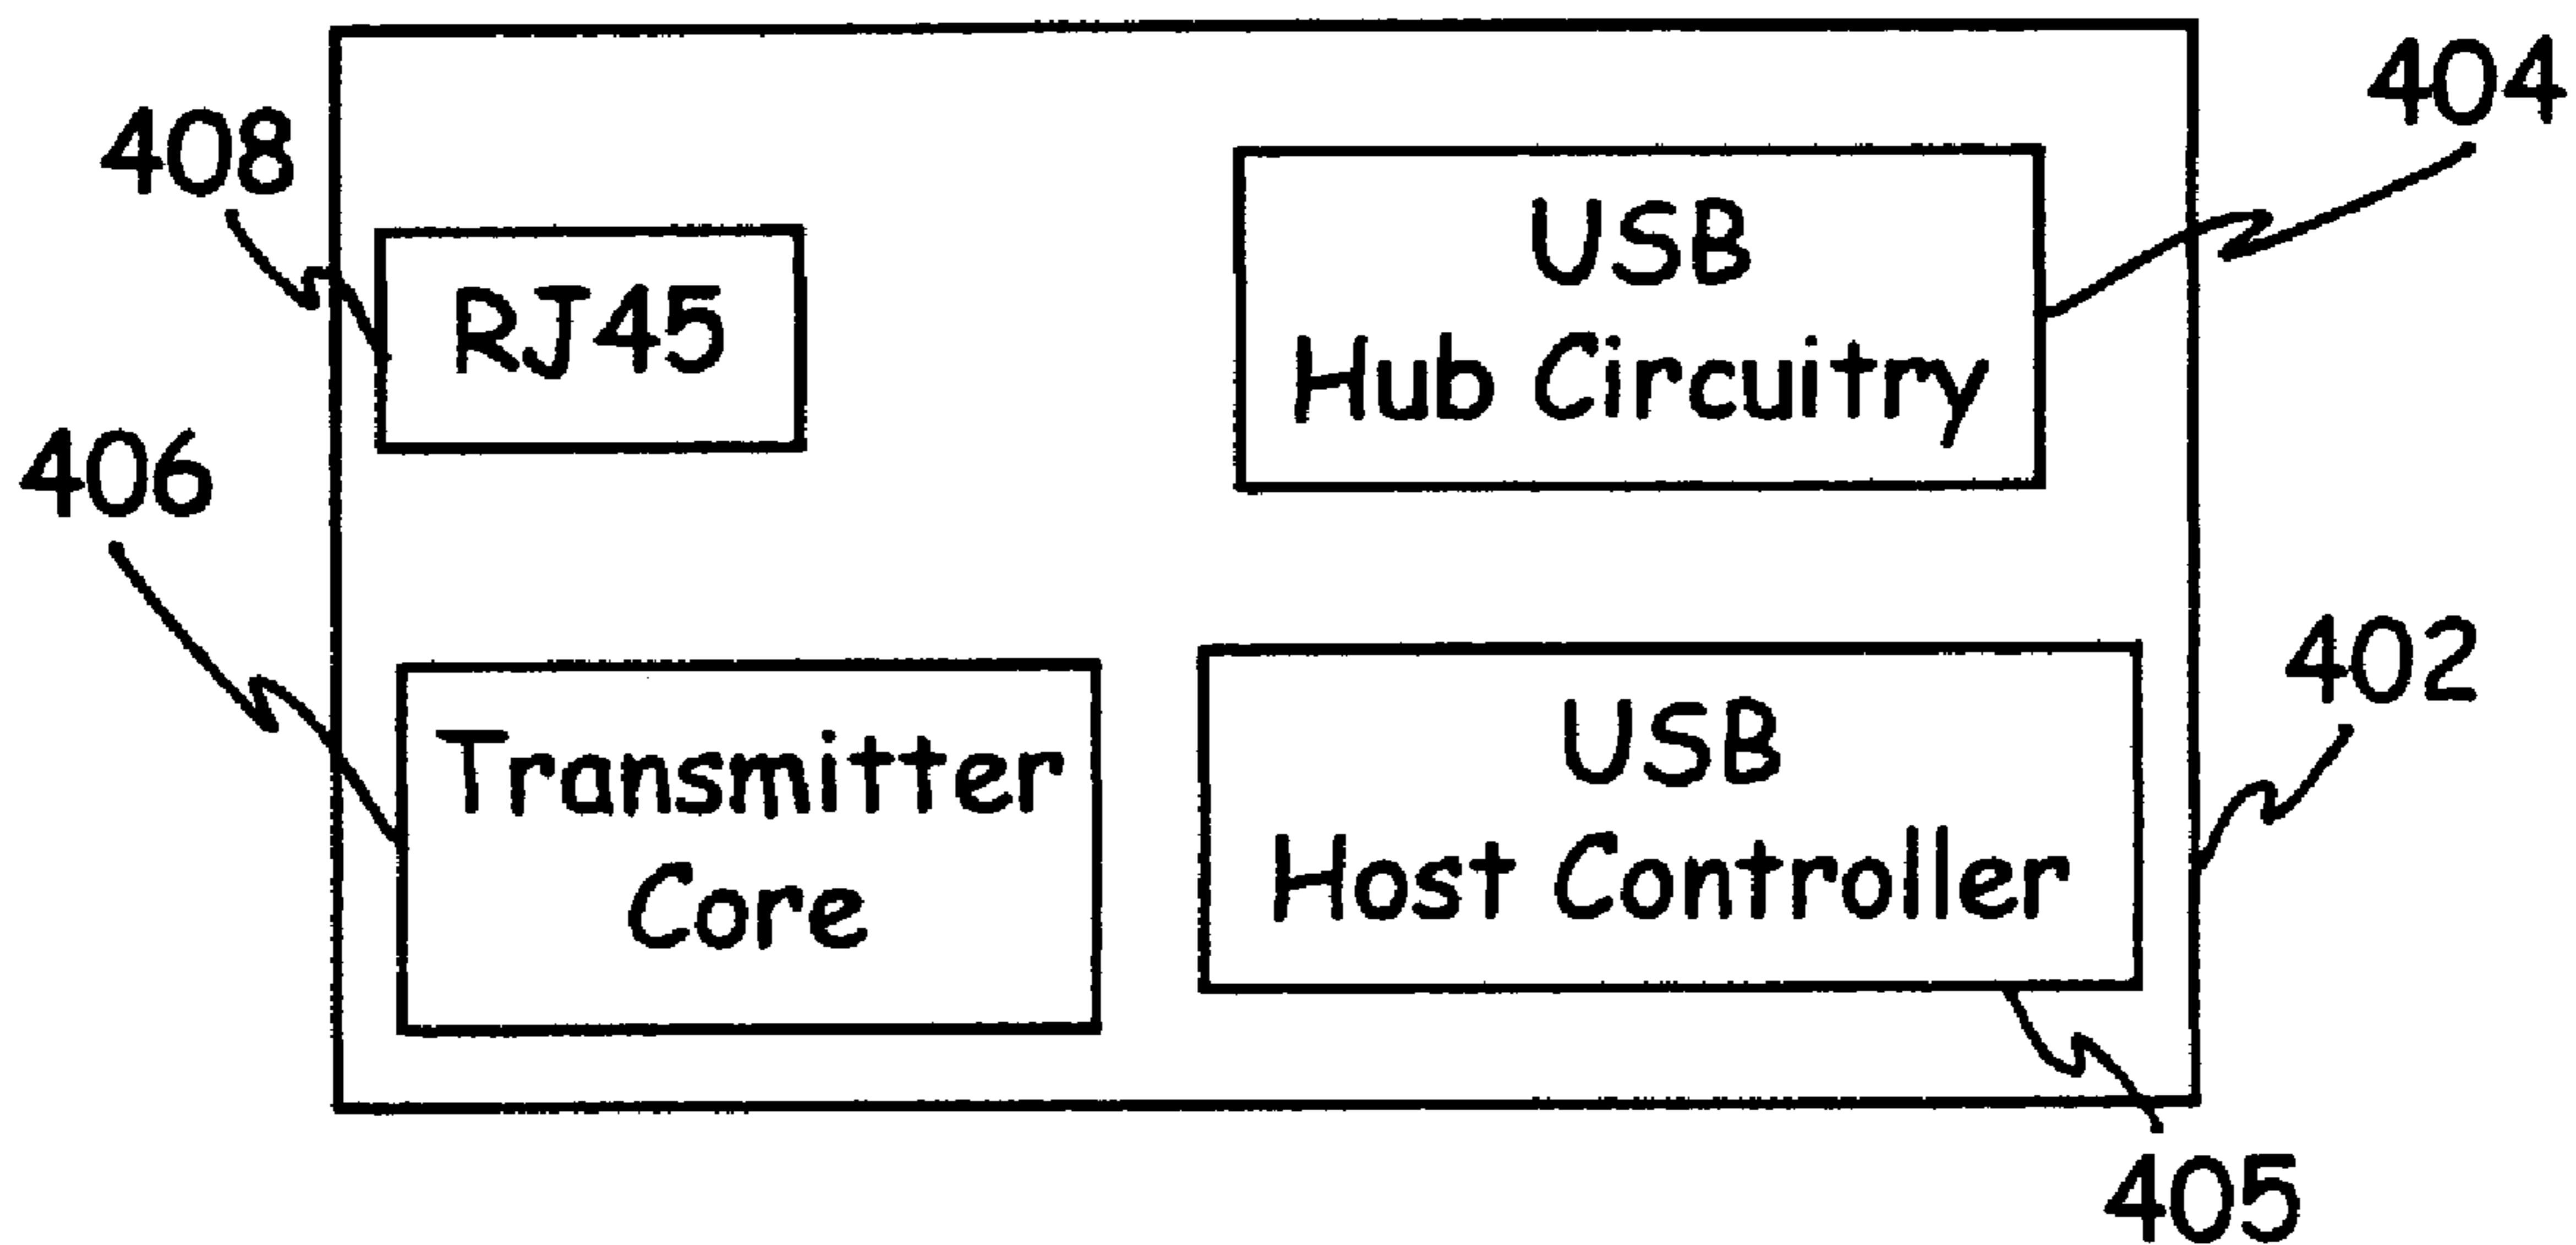 404
408
USB
Hub Circuitry
RJ45
406
402
USB
Host Controller
Transmitter
Core
405